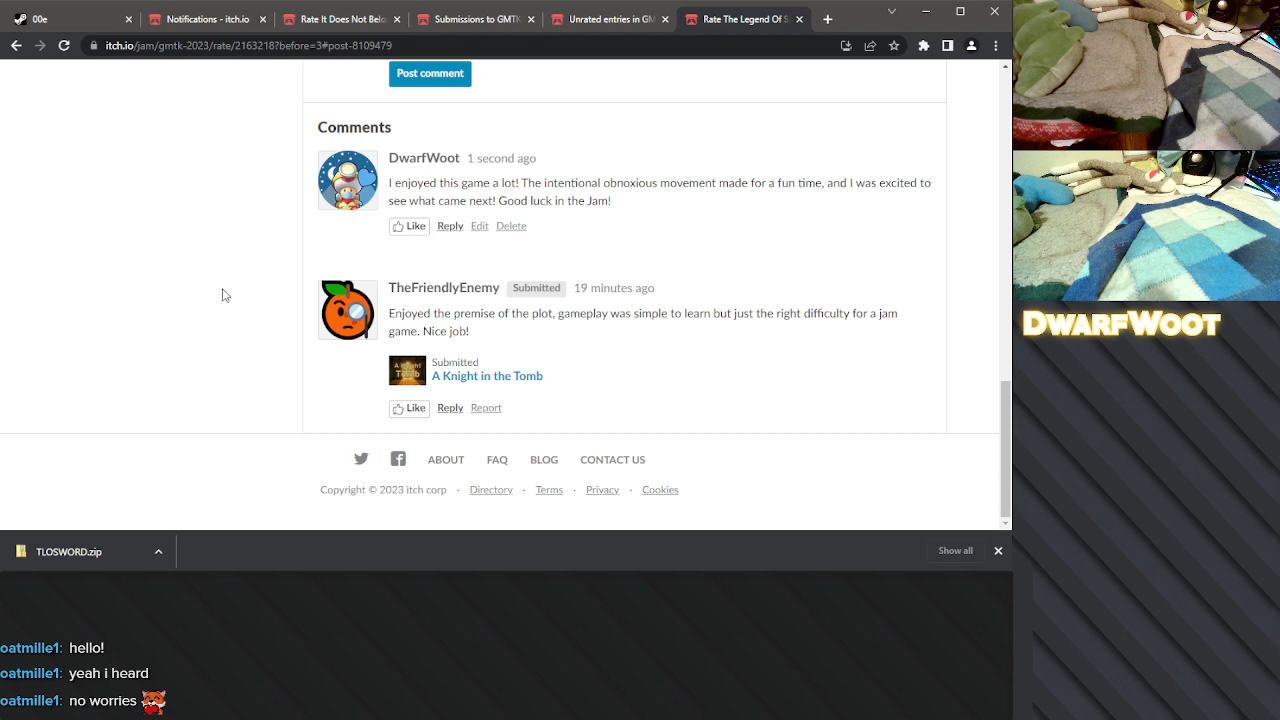 00e
Notifications - itch.io
Rate It Does Not Belo
Submissions to GMTK
Unrated entries in GM
Rate The Legend Of S
itch.io/jam/gmtk-2023/rate/2163218?before=3#post-8109479
Post comment
Comments
DwarfWoot 1 second ago
I enjoyed this game a lot! The intentional obnoxious movement made for a fun time, and I was excited to
see what came next! Good luck in the Jam!
Like Reply Edit Delete
TheFriendlyEnemy Submitted 19 minutes ago
Enjoyed the premise of the plot, gameplay was simple to learn but just the right difficulty for a jam
game. Nice job!
Submitted
A Knight in the Tomb
Like Reply Report
ABOUT FAQ BLOG CONTACT US
Copyright © 2023 itch corp · Directory · Terms · Privacy · Cookies
TLOSWORD.zip
Show all
DwarfWoot
oatmille1: hello!
oatmille1: yeah i heard
oatmille1: no worries